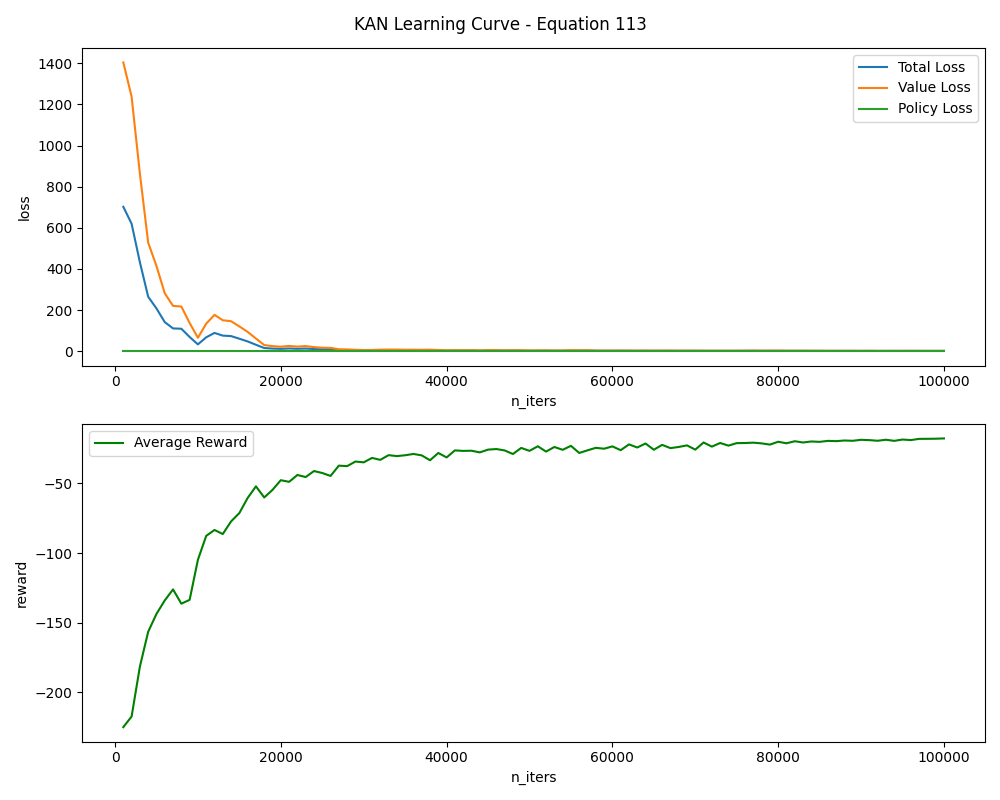 KAN Learning Curve - Equation 113
1400
1200
1000
800
600
400
200
0
loss
Total Loss
Value Loss
Policy Loss
0 20000 40000 60000 80000 100000
n_iters
−50
−100
−150
−200
reward
Average Reward
0 20000 40000 60000 80000 100000
n_iters